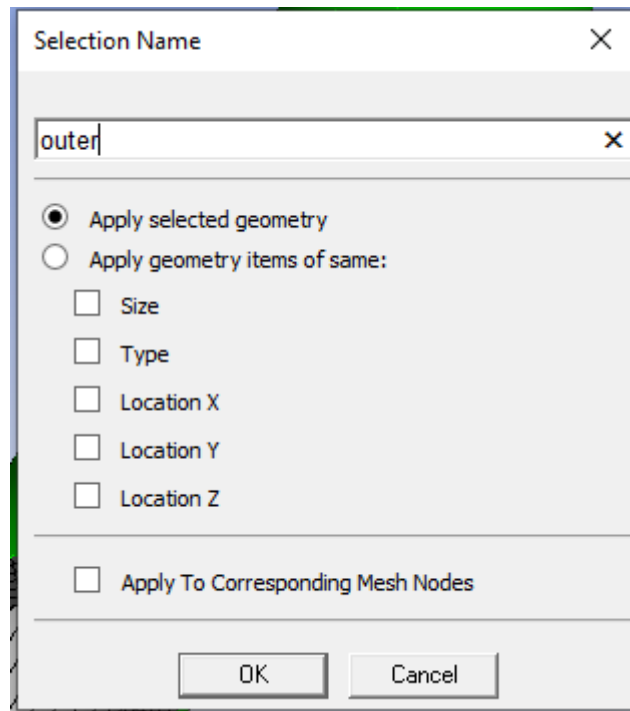 Selection Name
outer
Apply selected geometry
Apply geometry items of same:
Size
Type
Location X
Location Y
Location Z
Apply To Corresponding Mesh Nodes
OK Cancel